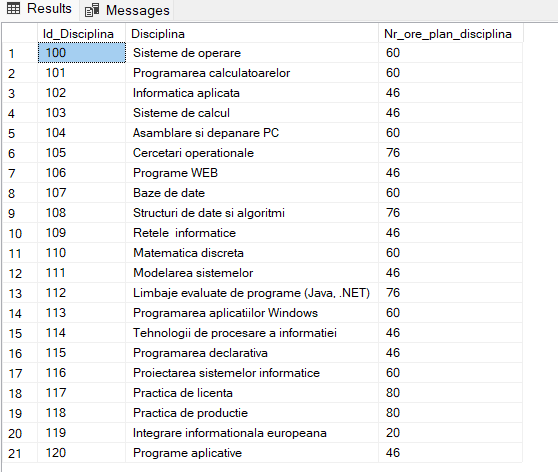 Results Messages
Id_Disciplina Disciplina Nr_ore_plan_disciplina
1 100 Sisteme de operare 60
2 101 Programarea calculatoarelor 60
3 102 Informatica aplicata 46
4 103 Sisteme de calcul 46
5 104 Asamblare si depanare PC 60
6 105 Cercetari operationale 76
7 106 Programe WEB 46
8 107 Baze de date 60
9 108 Structuri de date si algoritmi 76
10 109 Retele  informatice 46
11 110 Matematica discreta 60
12 111 Modelarea sistemelor 46
13 112 Limbaje evaluate de programe (Java, .NET) 76
14 113 Programarea aplicatiilor Windows 60
15 114 Tehnologii de procesare a informatiei 46
16 115 Programarea declarativa 46
16 116 Proiectarea sistemelor informatice 60
18 117 Practica de licenta 80
19 118 Practica de productie 80
20 119 Integrare informationala europeana 20
21 120 Programe aplicative 46